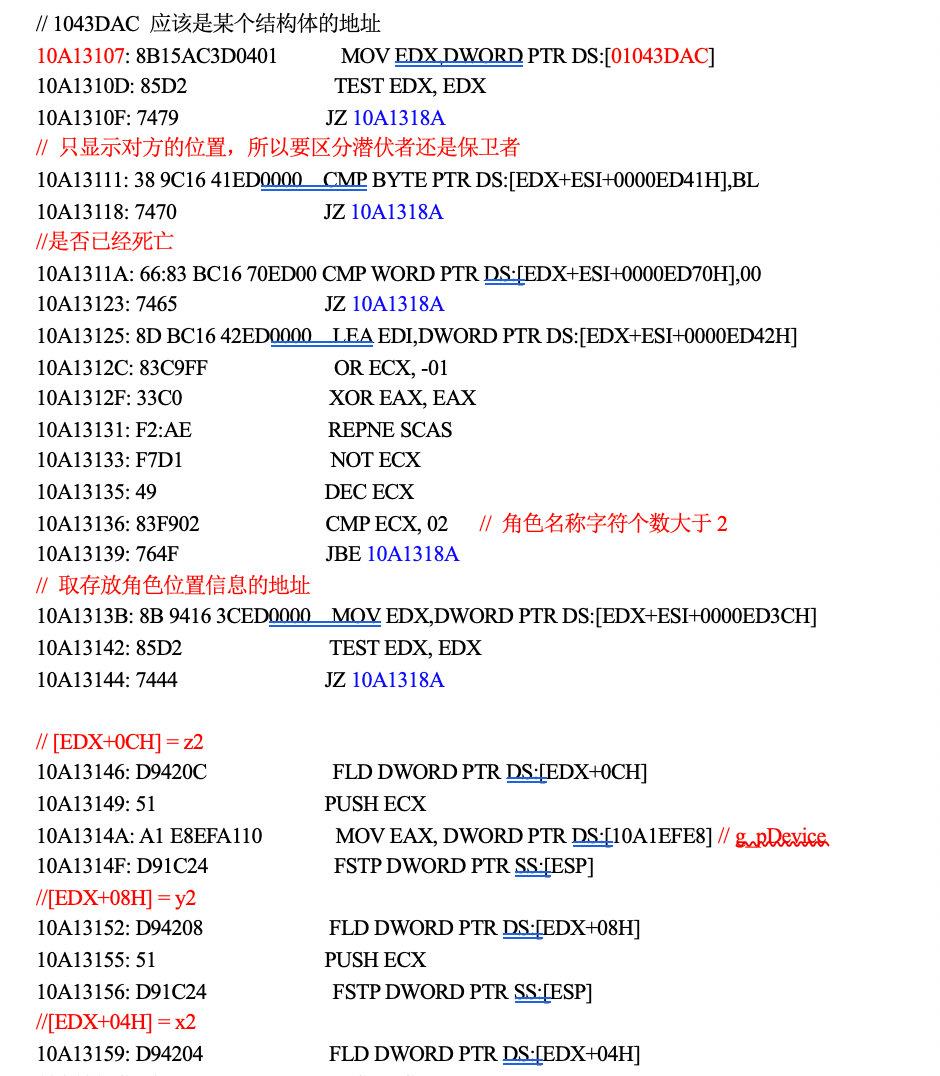 // 1043DAC 应该是某个结构体的地址
10A13107: 8B15AC3D0401 MOV EDX,DWORD PTR DS:[01043DAC]
10A1310D: 85D2 TEST EDX, EDX
10A1310F: 7479 JZ 10A1318A
// 只显示对方的位置，所以要区分潜伏者还是保卫者
10A13111: 38 9C16 41ED0000 CMP BYTE PTR DS:[EDX+ESI+0000ED41H],BL
10A13118: 7470 JZ 10A1318A
//是否已经死亡
10A1311A: 66:83 BC16 70ED00 CMP WORD PTR DS:[EDX+ESI+0000ED70H],00
10A13123: 7465 JZ 10A1318A
10A13125: 8D BC16 42ED0000 LEA EDI,DWORD PTR DS:[EDX+ESI+0000ED42H]
10A1312C: 83C9FF OR ECX, -01
10A1312F: 33C0 XOR EAX, EAX
10A13131: F2:AE REPNE SCAS
10A13133: F7D1 NOT ECX
10A13135: 49 DEC ECX
10A13136: 83F902 CMP ECX, 02 // 角色名称字符个数大于 2
10A13139: 764F JBE 10A1318A
// 取存放角色位置信息的地址
10A1313B: 8B 9416 3CED0000 MOV EDX,DWORD PTR DS:[EDX+ESI+0000ED3CH]
10A13142: 85D2 TEST EDX, EDX
10A13144: 7444 JZ 10A1318A
// [EDX+0CH] = z2
10A13146: D9420C FLD DWORD PTR DS:[EDX+0CH]
10A13149: 51 PUSH ECX
10A1314A: A1 E8EFA110 MOV EAX, DWORD PTR DS:[10A1EFE8] // g_pDevice
10A1314F: D91C24 FSTP DWORD PTR SS:[ESP]
//[EDX+08H] = y2
10A13152: D94208 FLD DWORD PTR DS:[EDX+08H]
10A13155: 51 PUSH ECX
10A13156: D91C24 FSTP DWORD PTR SS:[ESP]
//[EDX+04H] = x2
10A13159: D94204 FLD DWORD PTR DS:[EDX+04H]